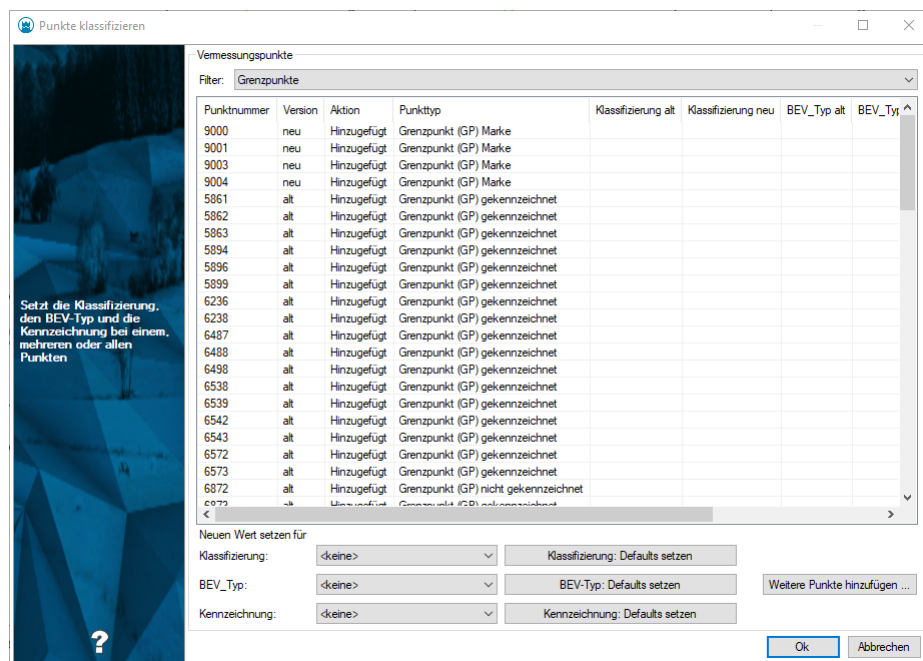 Punkte klassifizieren
Setzt die Klassifizierung,
den BEV-Typ und die
Kennzeichnung bei einem,
mehreren oder allen
Punkten
?
Vermessungspunkte
Filter: Grenzpunkte
Punktnummer Version Aktion Punkttyp Klassifizierung alt Klassifizierung neu BEV_Typ alt BEV_Typ
9000 neu Hinzugefügt Grenzpunkt (GP) Marke
9001 neu Hinzugefügt Grenzpunkt (GP) Marke
9003 neu Hinzugefügt Grenzpunkt (GP) Marke
9004 neu Hinzugefügt Grenzpunkt (GP) Marke
5861 alt Hinzugefügt Grenzpunkt (GP) gekennzeichnet
5862 alt Hinzugefügt Grenzpunkt (GP) gekennzeichnet
5863 alt Hinzugefügt Grenzpunkt (GP) gekennzeichnet
5894 alt Hinzugefügt Grenzpunkt (GP) gekennzeichnet
5896 alt Hinzugefügt Grenzpunkt (GP) gekennzeichnet
5899 alt Hinzugefügt Grenzpunkt (GP) gekennzeichnet
6236 alt Hinzugefügt Grenzpunkt (GP) gekennzeichnet
6238 alt Hinzugefügt Grenzpunkt (GP) gekennzeichnet
6487 alt Hinzugefügt Grenzpunkt (GP) gekennzeichnet
6488 alt Hinzugefügt Grenzpunkt (GP) gekennzeichnet
6498 alt Hinzugefügt Grenzpunkt (GP) gekennzeichnet
6538 alt Hinzugefügt Grenzpunkt (GP) gekennzeichnet
6539 alt Hinzugefügt Grenzpunkt (GP) gekennzeichnet
6542 alt Hinzugefügt Grenzpunkt (GP) gekennzeichnet
6543 alt Hinzugefügt Grenzpunkt (GP) gekennzeichnet
6572 alt Hinzugefügt Grenzpunkt (GP) gekennzeichnet
6573 alt Hinzugefügt Grenzpunkt (GP) gekennzeichnet
6872 alt Hinzugefügt Grenzpunkt (GP) nicht gekennzeichnet
6873 alt Hinzugefügt Grenzpunkt (GP) gekennzeichnet
Neuen Wert setzen für
Klassifizierung: <keine> Klassifizierung: Defaults setzen
BEV_Typ: <keine> BEV-Typ: Defaults setzen Weitere Punkte hinzufügen ...
Kennzeichnung: <keine> Kennzeichnung: Defaults setzen
Ok Abbrechen